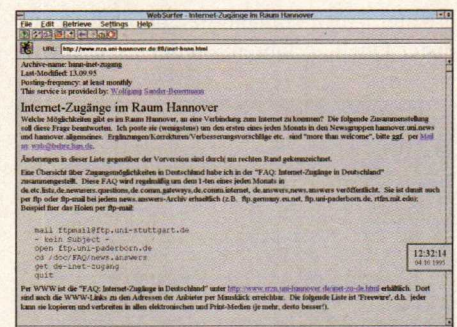 WebSurfer - Internet-Zugänge im Raum Hannover
File Edit Retrieve Settings Help
URL: http://www.rrzn.uni-hannover.de:80/inet-hose.html
Archive-name: hann-inet-zugang
Last-Modified: 13.09.95
Posting-frequency: at least monthly
This service is provided by: Wolfgang Sander-Beuermann
Internet-Zugänge im Raum Hannover
Welche Möglichkeiten gibt es im Raum Hannover, an eine Verbindung zum Internet zu kommen? Die folgende Zusammenstellung
soll diese Frage beantworten. Ich poste sie (wenigstens) um den ersten eines jeden Monats in den Newsgroups hannover.uni.news
und hannover.allgemeines. Ergänzungen/Korrekturen/Verbesserungsvorschläge etc. sind "more than welcome", bitte ggf. per Mail
an: wsb@bolwr.han.de.
Änderungen in dieser Liste gegenüber der Vorversion sind durch | am rechten Rand gekennzeichnet.
Eine Übersicht über Zugangsmöglichkeiten in Deutschland habe ich in der "FAQ: Internet-Zugänge in Deutschland"
zusammengestellt. Diese FAQ wird regelmäßig um dem 1-ten eines jeden Monats in
de.etc.lists, de.newusers.questions, de.comm.gateways, de.comm.internet, de.answers, news.answers veröffentlicht. Sie ist damit auch
per ftp oder ftp-mail bei jedem news.answers-Archiv erhaeltlich (z.B. ftp.germany.eu.net, ftp.uni-paderborn.de, rtfm.mit.edu);
Beispiel fuer das Holen per ftp-mail:
mail ftpmail@ftp.uni-stuttgart.de
- kein Subject -
open ftp.uni-paderborn.de
cd /doc/FAQ/news.answers
get de-inet-zugang
quit
12:32:14
04 10 1995
Per WWW ist die "FAQ: Internet-Zugänge in Deutschland" unter http://www.rrzn.uni-hannover.de/inet-zu-de.html erhältlich. Dort
sind auch die WWW-Links zu den Adressen der Anbieter per Mausklick erreichbar. Die folgende Liste ist 'Freeware', d.h. jeder
kann sie kopieren und verbreiten in allen elektronischen und Print-Medien (je mehr, desto besser!).